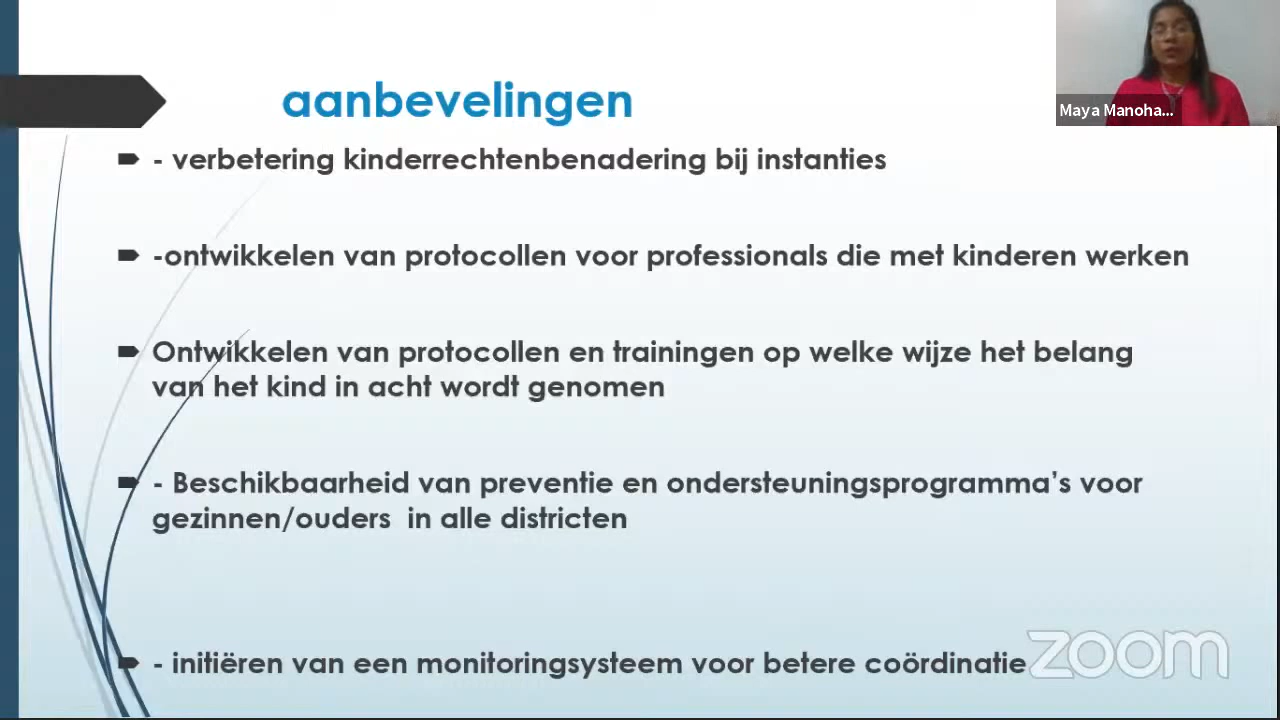 aanbevelingen
Maya Manoha...
- verbetering kinderrechtenbenadering bij instanties
-ontwikkelen van protocollen voor professionals die met kinderen werken
Ontwikkelen van protocollen en trainingen op welke wijze het belang
van het kind in acht wordt genomen
- Beschikbaarheid van preventie en ondersteuningsprogramma’s voor
gezinnen/ouders in alle districten
- initiëren van een monitoringsysteem voor betere coördinatie
zoom